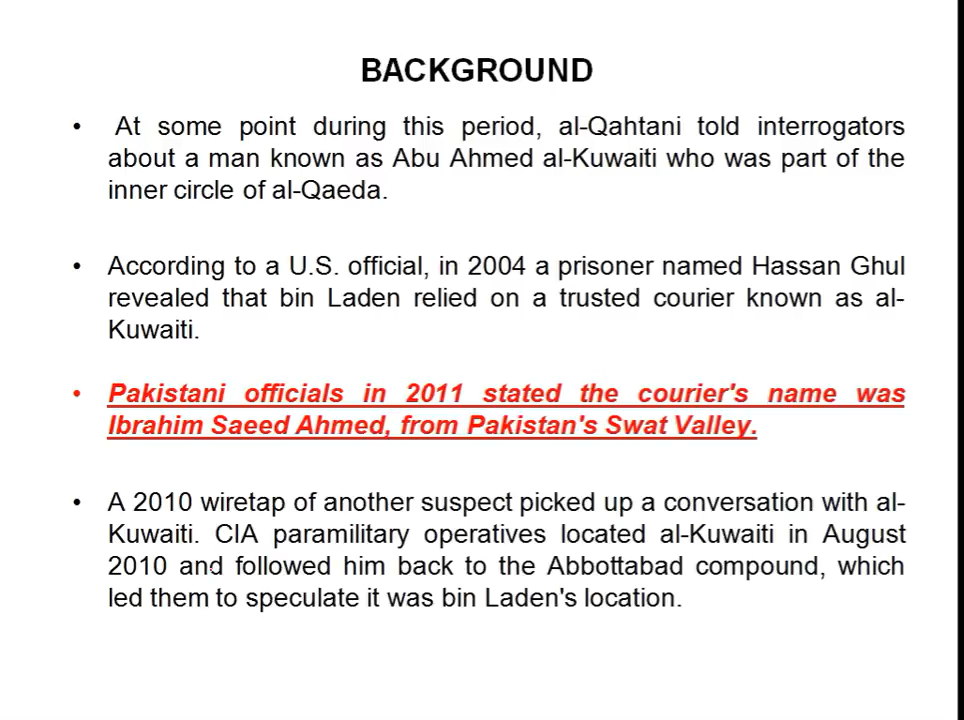 BACKGROUND
• At some point during this period, al-Qahtani told interrogators
about a man known as Abu Ahmed al-Kuwaiti who was part of the
inner circle of al-Qaeda.
• According to a U.S. official, in 2004 a prisoner named Hassan Ghul
revealed that bin Laden relied on a trusted courier known as al-
Kuwaiti.
• Pakistani officials in 2011 stated the courier's name was
Ibrahim Saeed Ahmed, from Pakistan's Swat Valley.
• A 2010 wiretap of another suspect picked up a conversation with al-
Kuwaiti. CIA paramilitary operatives located al-Kuwaiti in August
2010 and followed him back to the Abbottabad compound, which
led them to speculate it was bin Laden's location.